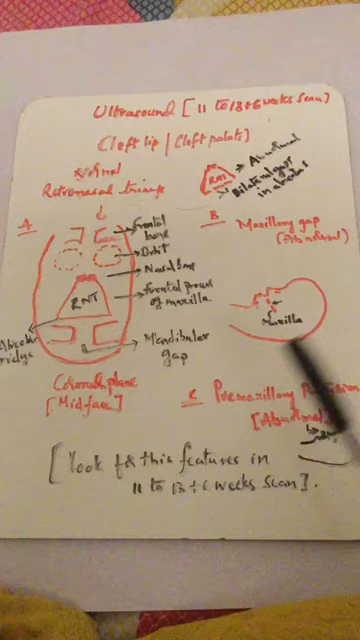 Ultrasound [11 to 13+6 weeks scan]
Cleft lip / Cleft palate
Normal
Retronasal triangle
RNT
Abnormal
Bilateral gap
in alveolus
A
Frontal
bone
Orbit
Nasal bone
Frontal process
of maxilla
RNT
Alveolar
ridge
Mandibular
gap
Coronal plane
[Midface]
B Maxillary gap
(Abnormal)
Maxilla
C Premaxillary
[Abnormal]
[look for this features in
11 to 13+6 weeks scan].